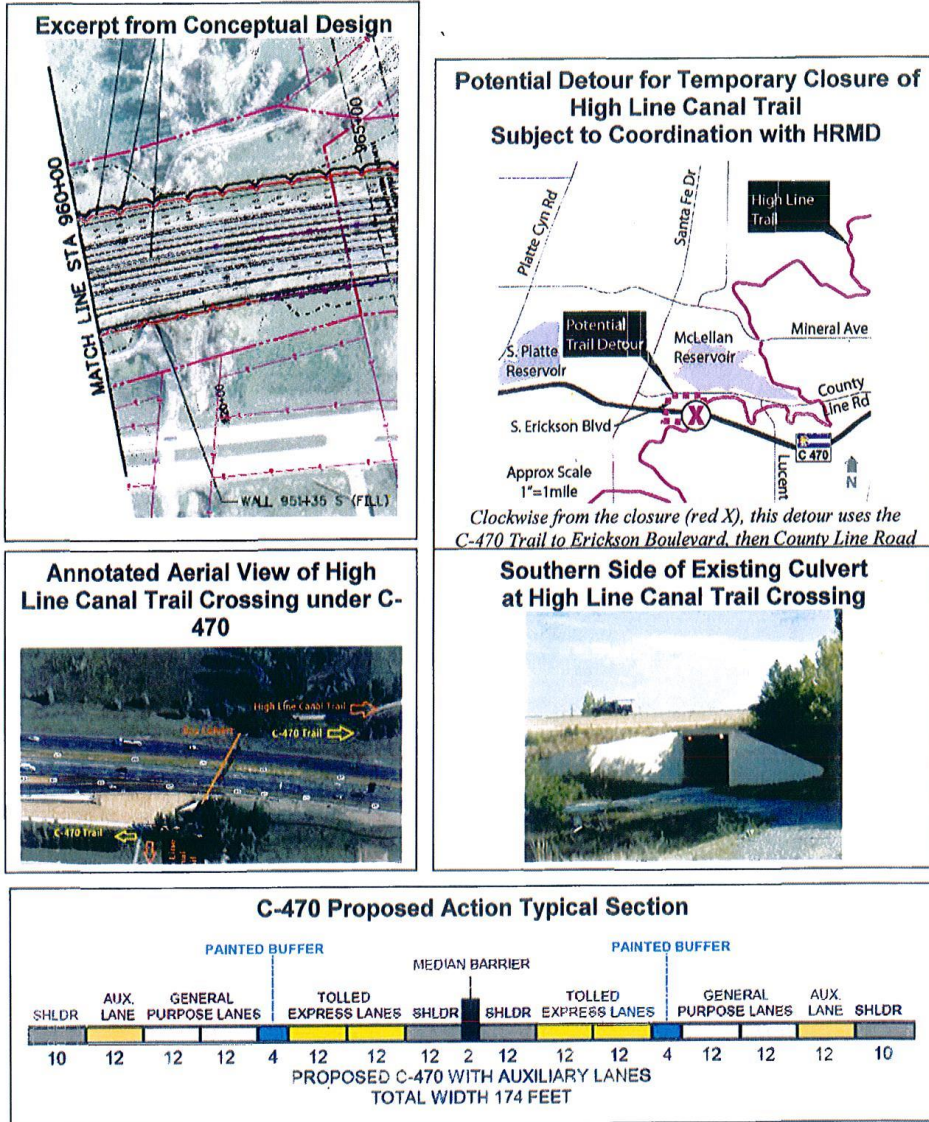 Excerpt from Conceptual Design
MATCH LINE STA 960+00
965+00
WALL 951+35 S (FILL)
Potential Detour for Temporary Closure of
High Line Canal Trail
Subject to Coordination with HRMD
High Line
Trail
Platte Cyn Rd
Santa Fe Dr
Potential
Trail Detour
S. Platte
Reservoir
McLellan
Reservoir
Mineral Ave
County
Line Rd
X
S. Erickson Blvd
C 470
Lucent
Approx Scale
1"=1mile
N
Clockwise from the closure (red X), this detour uses the
C-470 Trail to Erickson Boulevard, then County Line Road
Annotated Aerial View of High
Line Canal Trail Crossing under C-
470
High Line Canal Trail
C-470 Trail
Box Culvert
C-470 Trail
Line
Southern Side of Existing Culvert
at High Line Canal Trail Crossing
C-470 Proposed Action Typical Section
PAINTED BUFFER
MEDIAN BARRIER
PAINTED BUFFER
SHLDR
AUX.
LANE
GENERAL
PURPOSE LANES
TOLLED
EXPRESS LANES
SHLDR
SHLDR
TOLLED
EXPRESS LANES
GENERAL
PURPOSE LANES
AUX.
LANE
SHLDR
10 12 12 12 4 12 12 12 2 12 12 12 4 12 12 12 10
PROPOSED C-470 WITH AUXILIARY LANES
TOTAL WIDTH 174 FEET